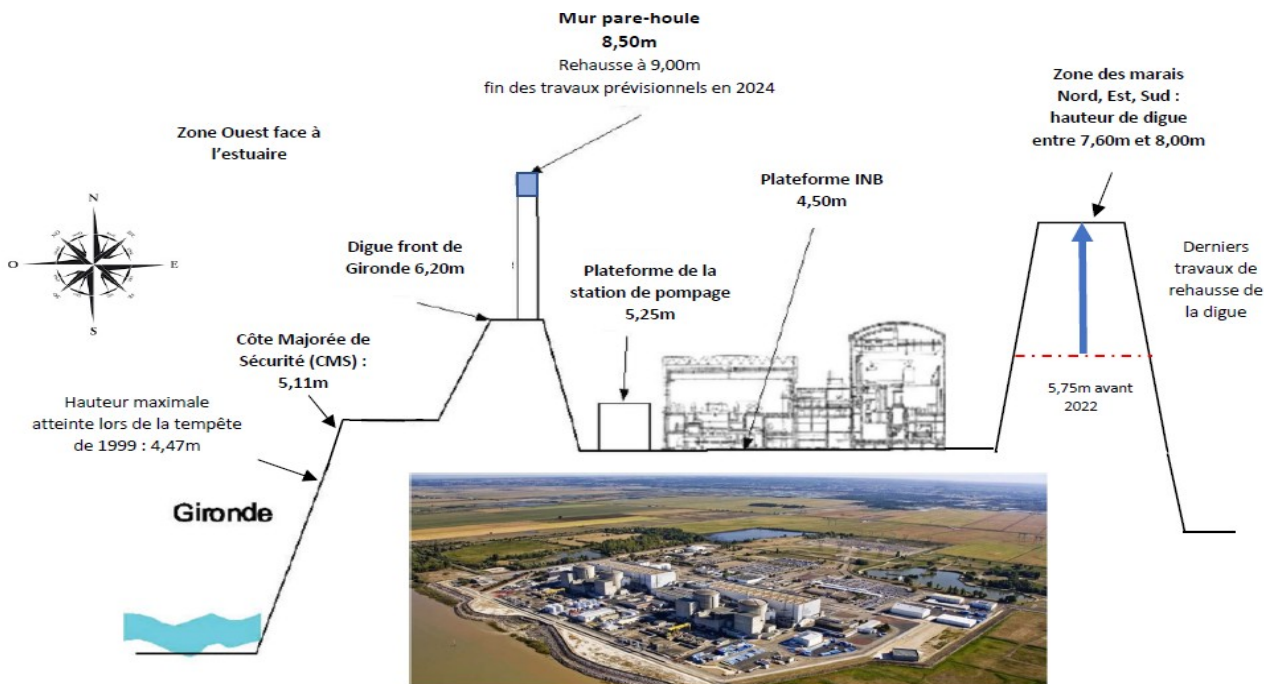 Mur pare-houle
8,50m
Rehausse à 9,00m
fin des travaux prévisionnels en 2024
Zone Ouest face à
l’estuaire
Zone des marais
Nord, Est, Sud :
hauteur de digue
entre 7,60m et 8,00m
Plateforme INB
4,50m
N
O
E
S
Digue front de
Gironde 6,20m
Plateforme de la
station de pompage
5,25m
Derniers
travaux de
rehausse de
la digue
Côte Majorée de
Sécurité (CMS) :
5,11m
5,75m avant
2022
Hauteur maximale
atteinte lors de la tempête
de 1999 : 4,47m
Gironde